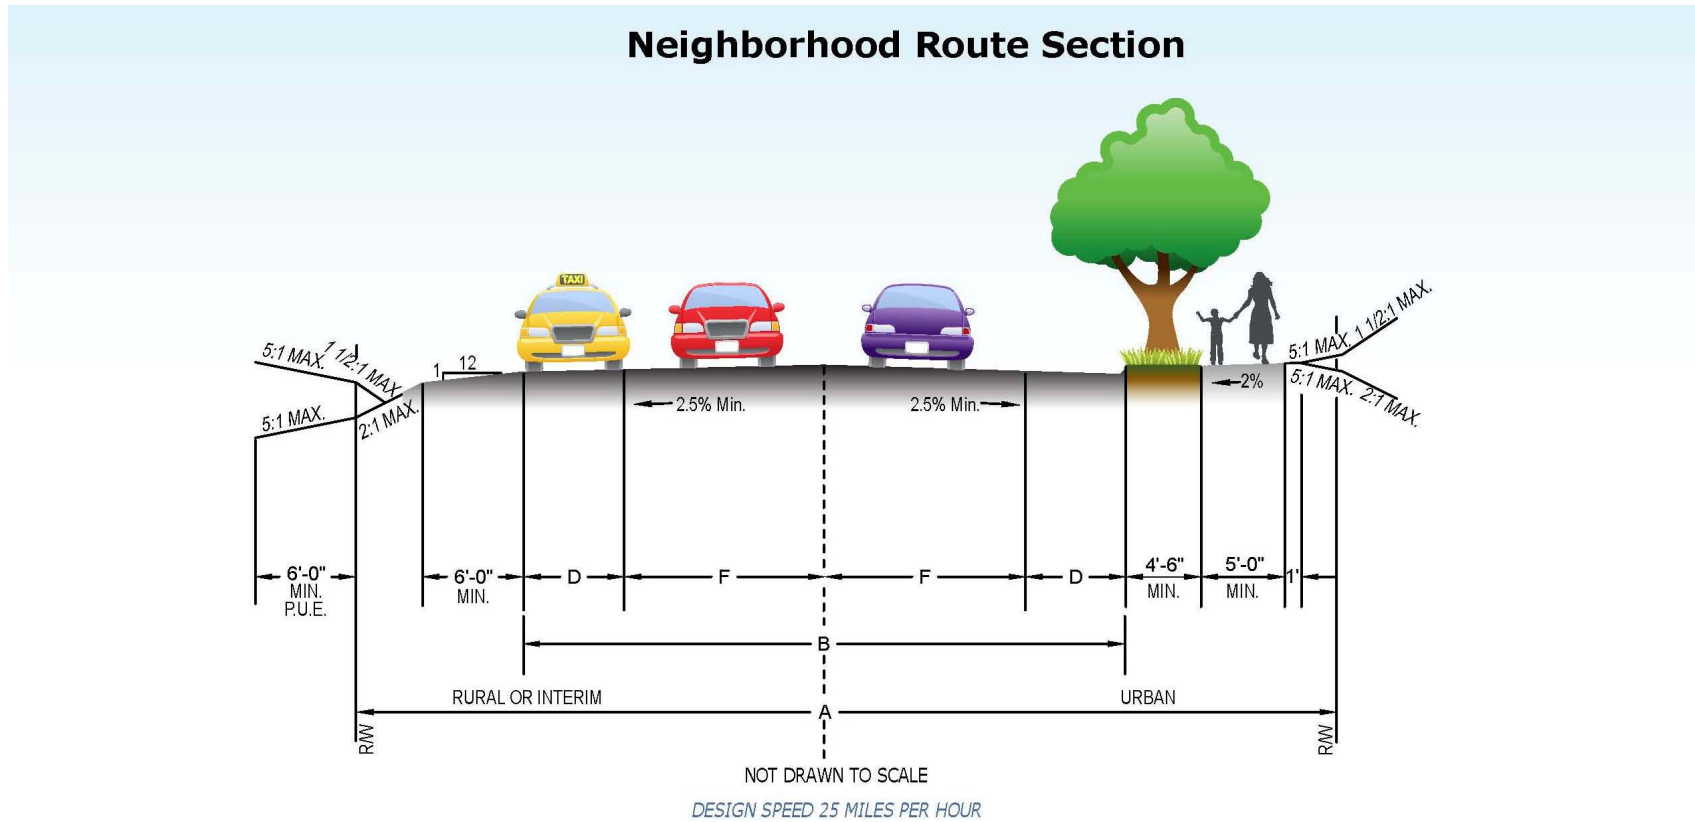 Neighborhood Route Section
TAXI
5:1 MAX.
1 1/2:1 MAX.
5:1 MAX.
2:1 MAX.
1
12
2.5% Min.
2.5% Min.
2%
5:1 MAX.
1 1/2:1 MAX.
5:1 MAX.
2:1 MAX.
6'-0"
MIN.
P.U.E.
6'-0"
MIN.
D
F
F
D
4'-6"
MIN.
5'-0"
MIN.
1'
B
RURAL OR INTERIM
URBAN
A
R/W
R/W
NOT DRAWN TO SCALE
DESIGN SPEED 25 MILES PER HOUR